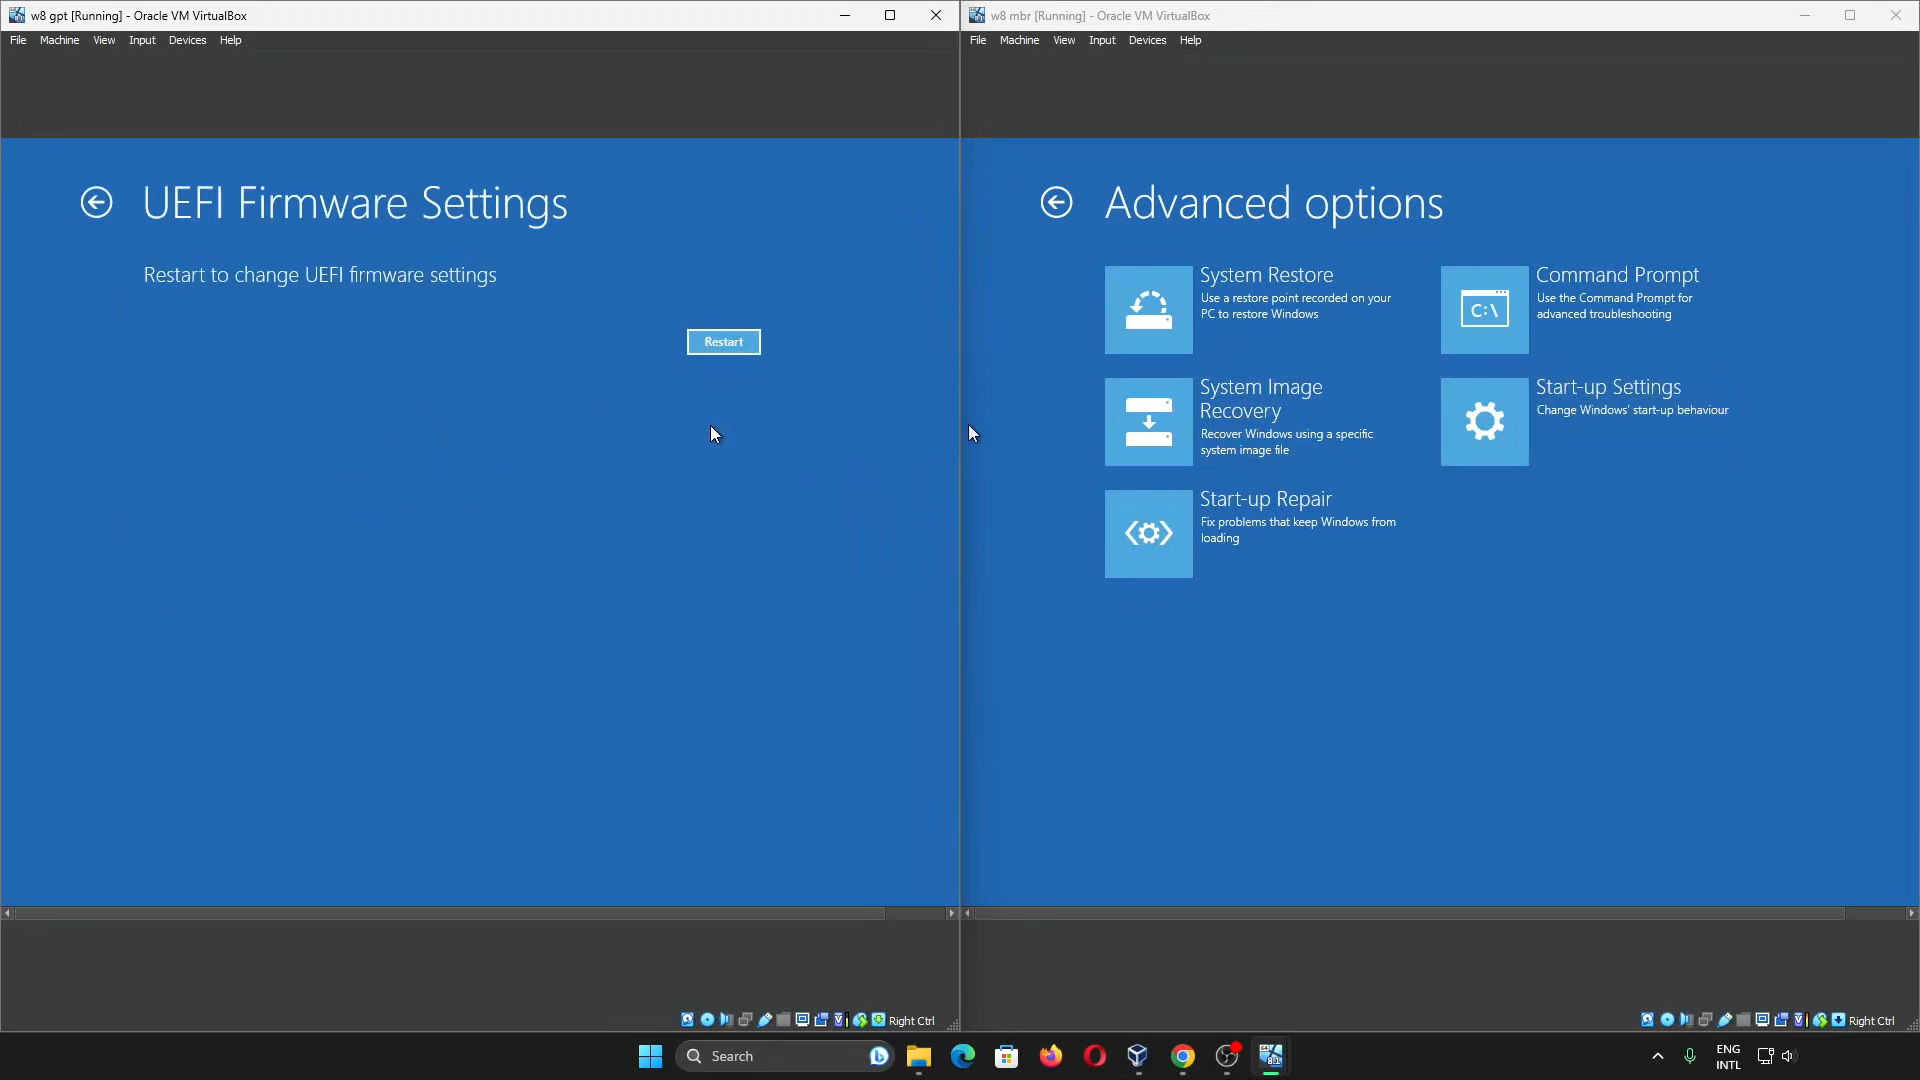 w8 gpt [Running] - Oracle VM VirtualBox
File Machine View Input Devices Help
UEFI Firmware Settings
Restart to change UEFI firmware settings
Restart
Right Ctrl
w8 mbr [Running] - Oracle VM VirtualBox
File Machine View Input Devices Help
Advanced options
System Restore
Use a restore point recorded on your
PC to restore Windows
System Image
Recovery
Recover Windows using a specific
system image file
Start-up Repair
Fix problems that keep Windows from
loading
Command Prompt
Use the Command Prompt for
advanced troubleshooting
C:\
Start-up Settings
Change Windows' start-up behaviour
Right Ctrl
Search
ENG
INTL